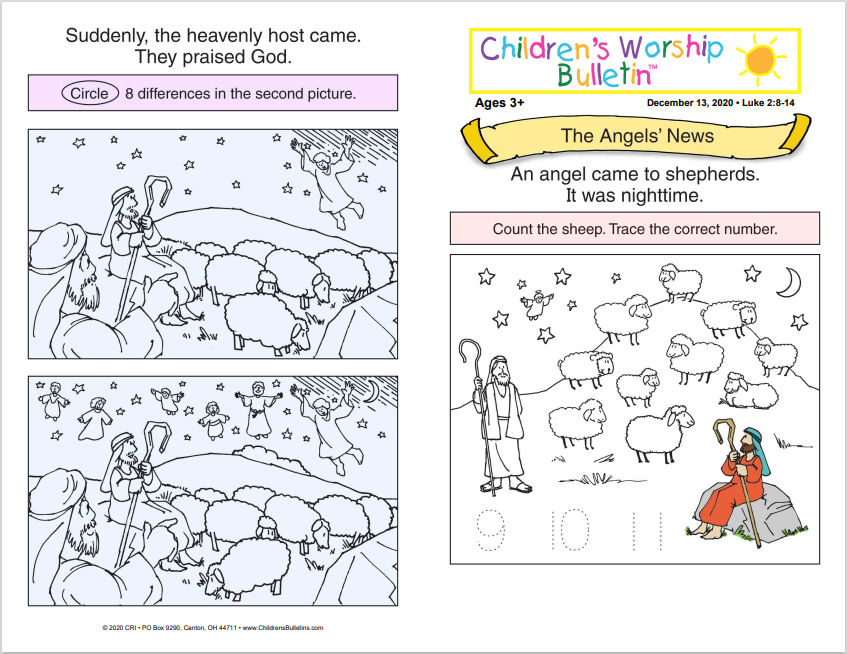 Suddenly, the heavenly host came.
They praised God.
Circle 8 differences in the second picture.
© 2020 CRI • PO Box 9290, Canton, OH 44711 • www.ChildrensBulletins.com
Children's Worship
Bulletin™
Ages 3+
December 13, 2020 • Luke 2:8-14
The Angels' News
An angel came to shepherds.
It was nighttime.
Count the sheep. Trace the correct number.
9 10 11